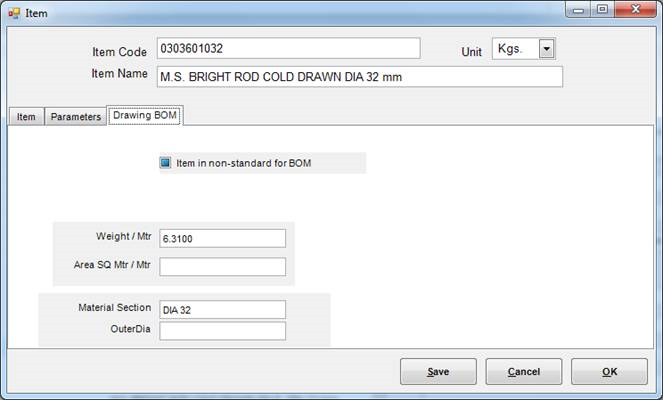 Item
Item Code 0303601032 Unit Kgs.
Item Name M.S. BRIGHT ROD COLD DRAWN DIA 32 mm
Item Parameters Drawing BOM
Item in non-standard for BOM
Weight / Mtr 6.3100
Area SQ Mtr / Mtr
Material Section DIA 32
OuterDia
Save Cancel OK